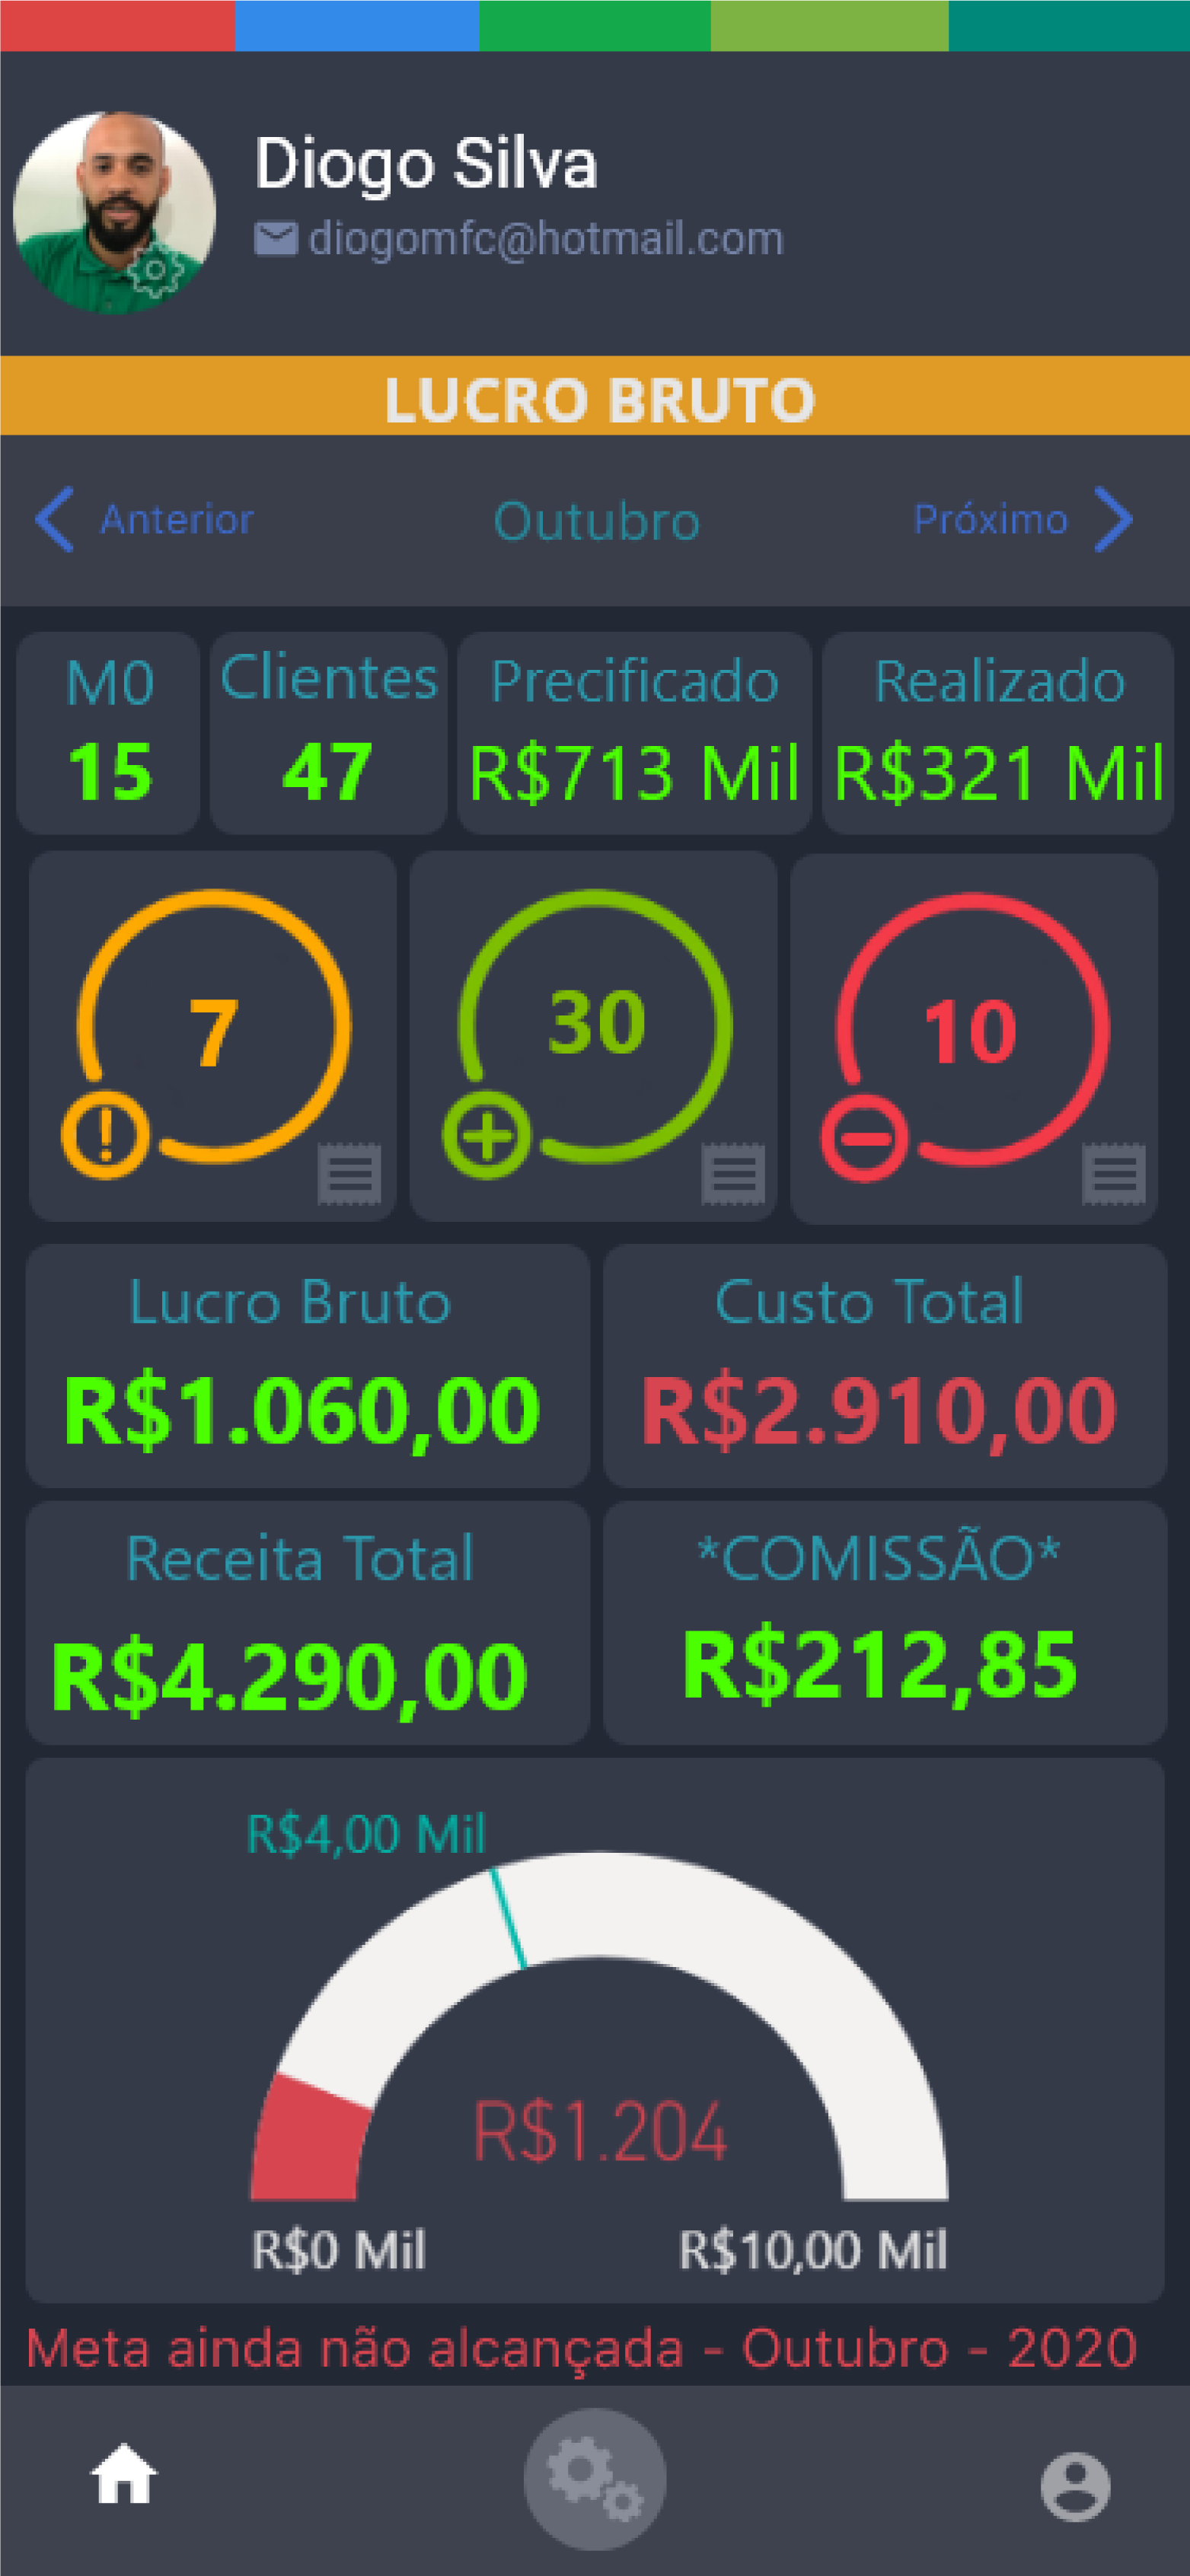 Diogo Silva
diogomfc@hotmail.com
LUCRO BRUTO
Anterior Outubro Próximo
M0 Clientes Precificado Realizado
15 47 R$713 Mil R$321 Mil
7 30 10
Lucro Bruto Custo Total
R$1.060,00 R$2.910,00
Receita Total *COMISSÃO*
R$4.290,00 R$212,85
R$4,00 Mil
R$1.204
R$0 Mil R$10,00 Mil
Meta ainda não alcançada - Outubro - 2020